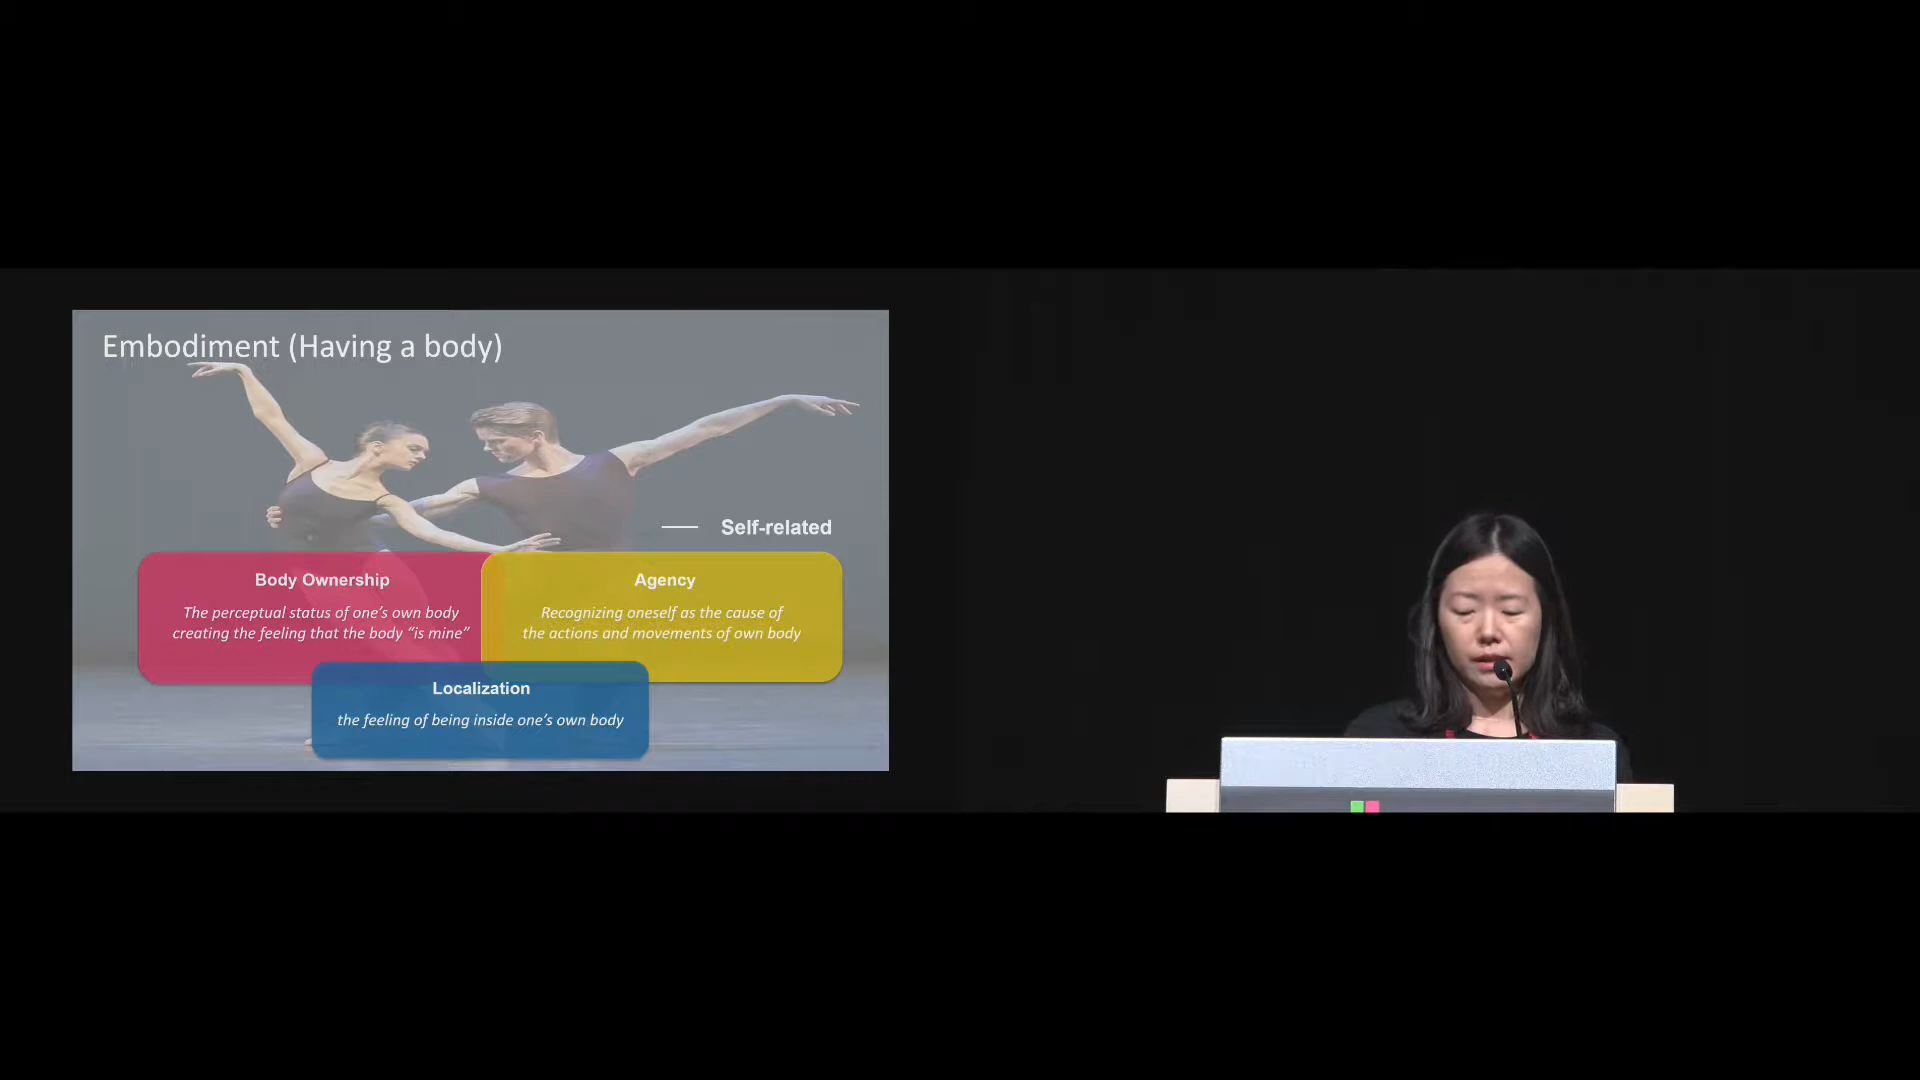 Embodiment (Having a body)
Self-related
Body Ownership
The perceptual status of one’s own body
creating the feeling that the body “is mine”
Agency
Recognizing oneself as the cause of
the actions and movements of own body
Localization
the feeling of being inside one’s own body